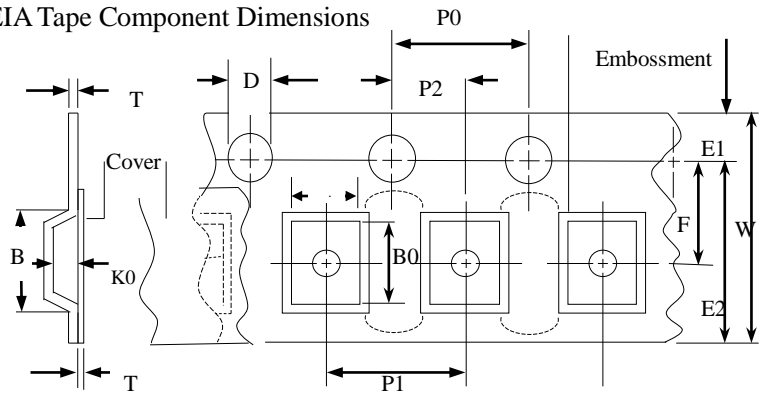 EIA Tape Component Dimensions
P0
Embossment
D
P2
T
E1
Cover
F
W
B
B0
K0
E2
P1
T